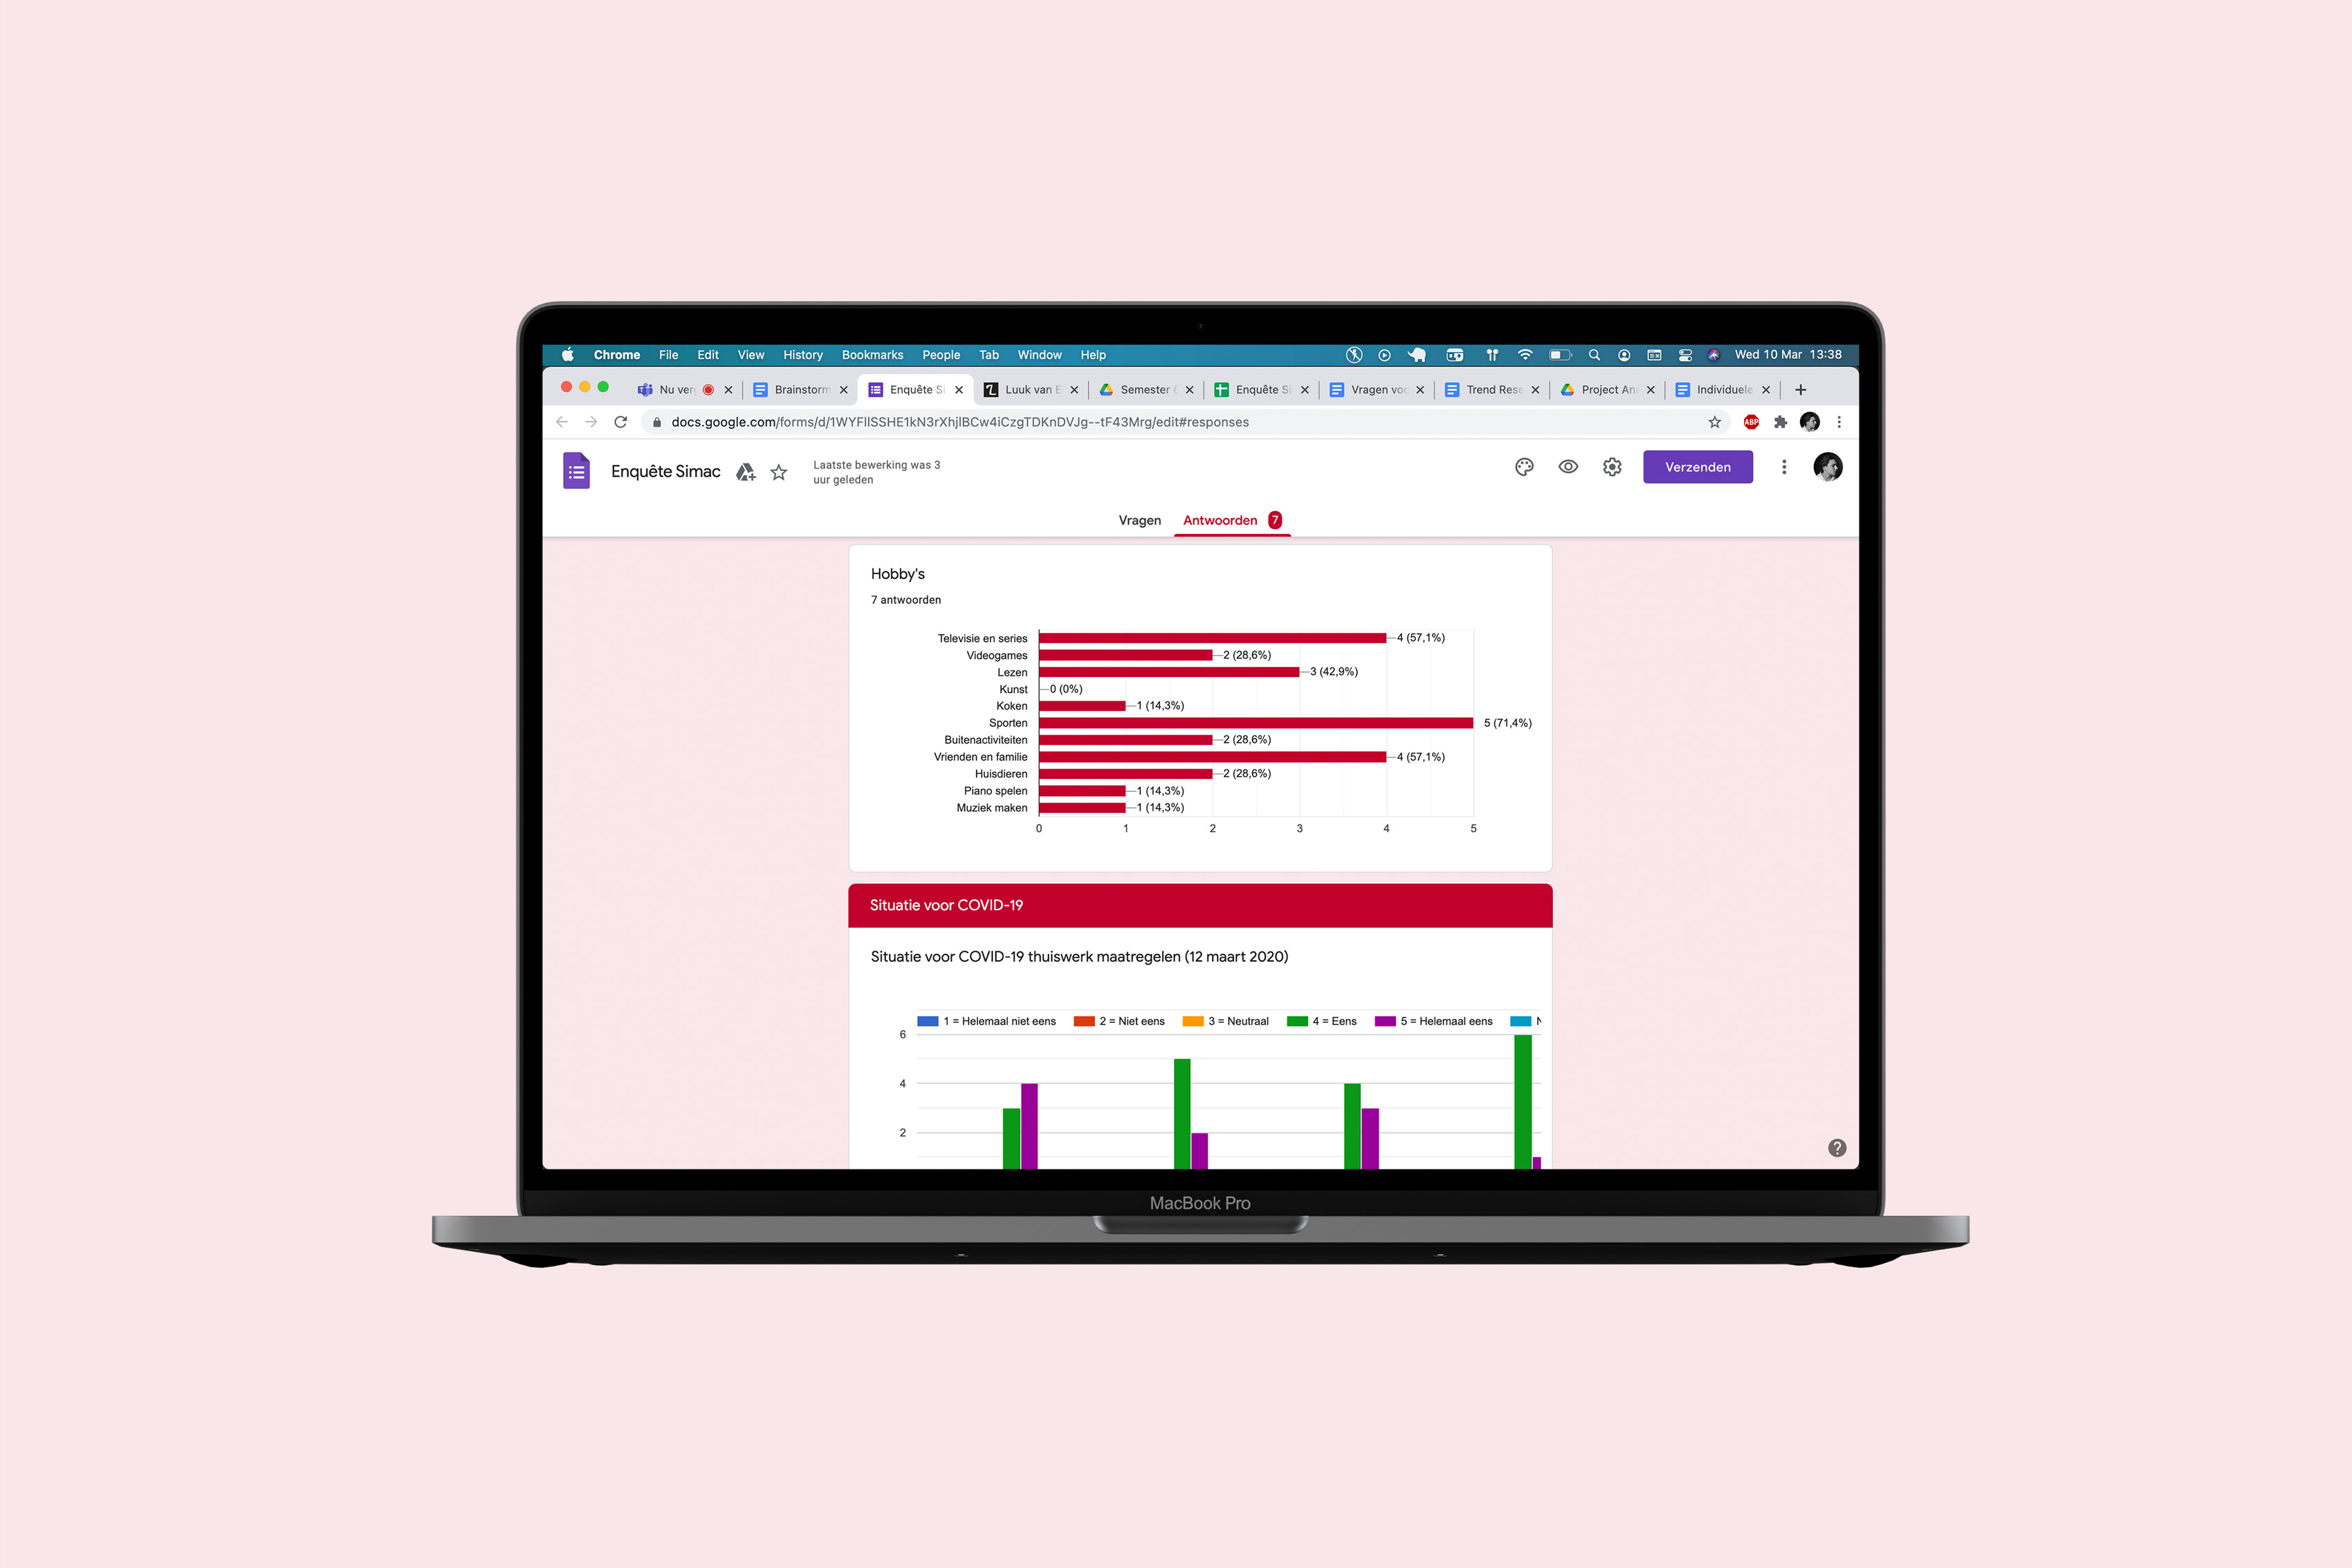 Chrome File Edit View History Bookmarks People Tab Window Help Wed 10 Mar 13:38
Nu ver Brainstorm Enquête Si Luuk van E Semester 6 Enquête Si Vragen voo Trend Rese Project Ana Individuele
docs.google.com/forms/d/1WYFIlSSHE1kN3rXhjlBCw4iCzgTDKnDVJg--tF43Mrg/edit#responses
ABP
Enquête Simac
Laatste bewerking was 3
uur geleden
Verzenden
Vragen Antwoorden 7
Hobby's
7 antwoorden
Televisie en series 4 (57,1%)
Videogames 2 (28,6%)
Lezen 3 (42,9%)
Kunst 0 (0%)
Koken 1 (14,3%)
Sporten 5 (71,4%)
Buitenactiviteiten 2 (28,6%)
Vrienden en familie 4 (57,1%)
Huisdieren 2 (28,6%)
Piano spelen 1 (14,3%)
Muziek maken 1 (14,3%)
0 1 2 3 4 5
Situatie voor COVID-19
Situatie voor COVID-19 thuiswerk maatregelen (12 maart 2020)
1 = Helemaal niet eens 2 = Niet eens 3 = Neutraal 4 = Eens 5 = Helemaal eens N
6
4
2
MacBook Pro